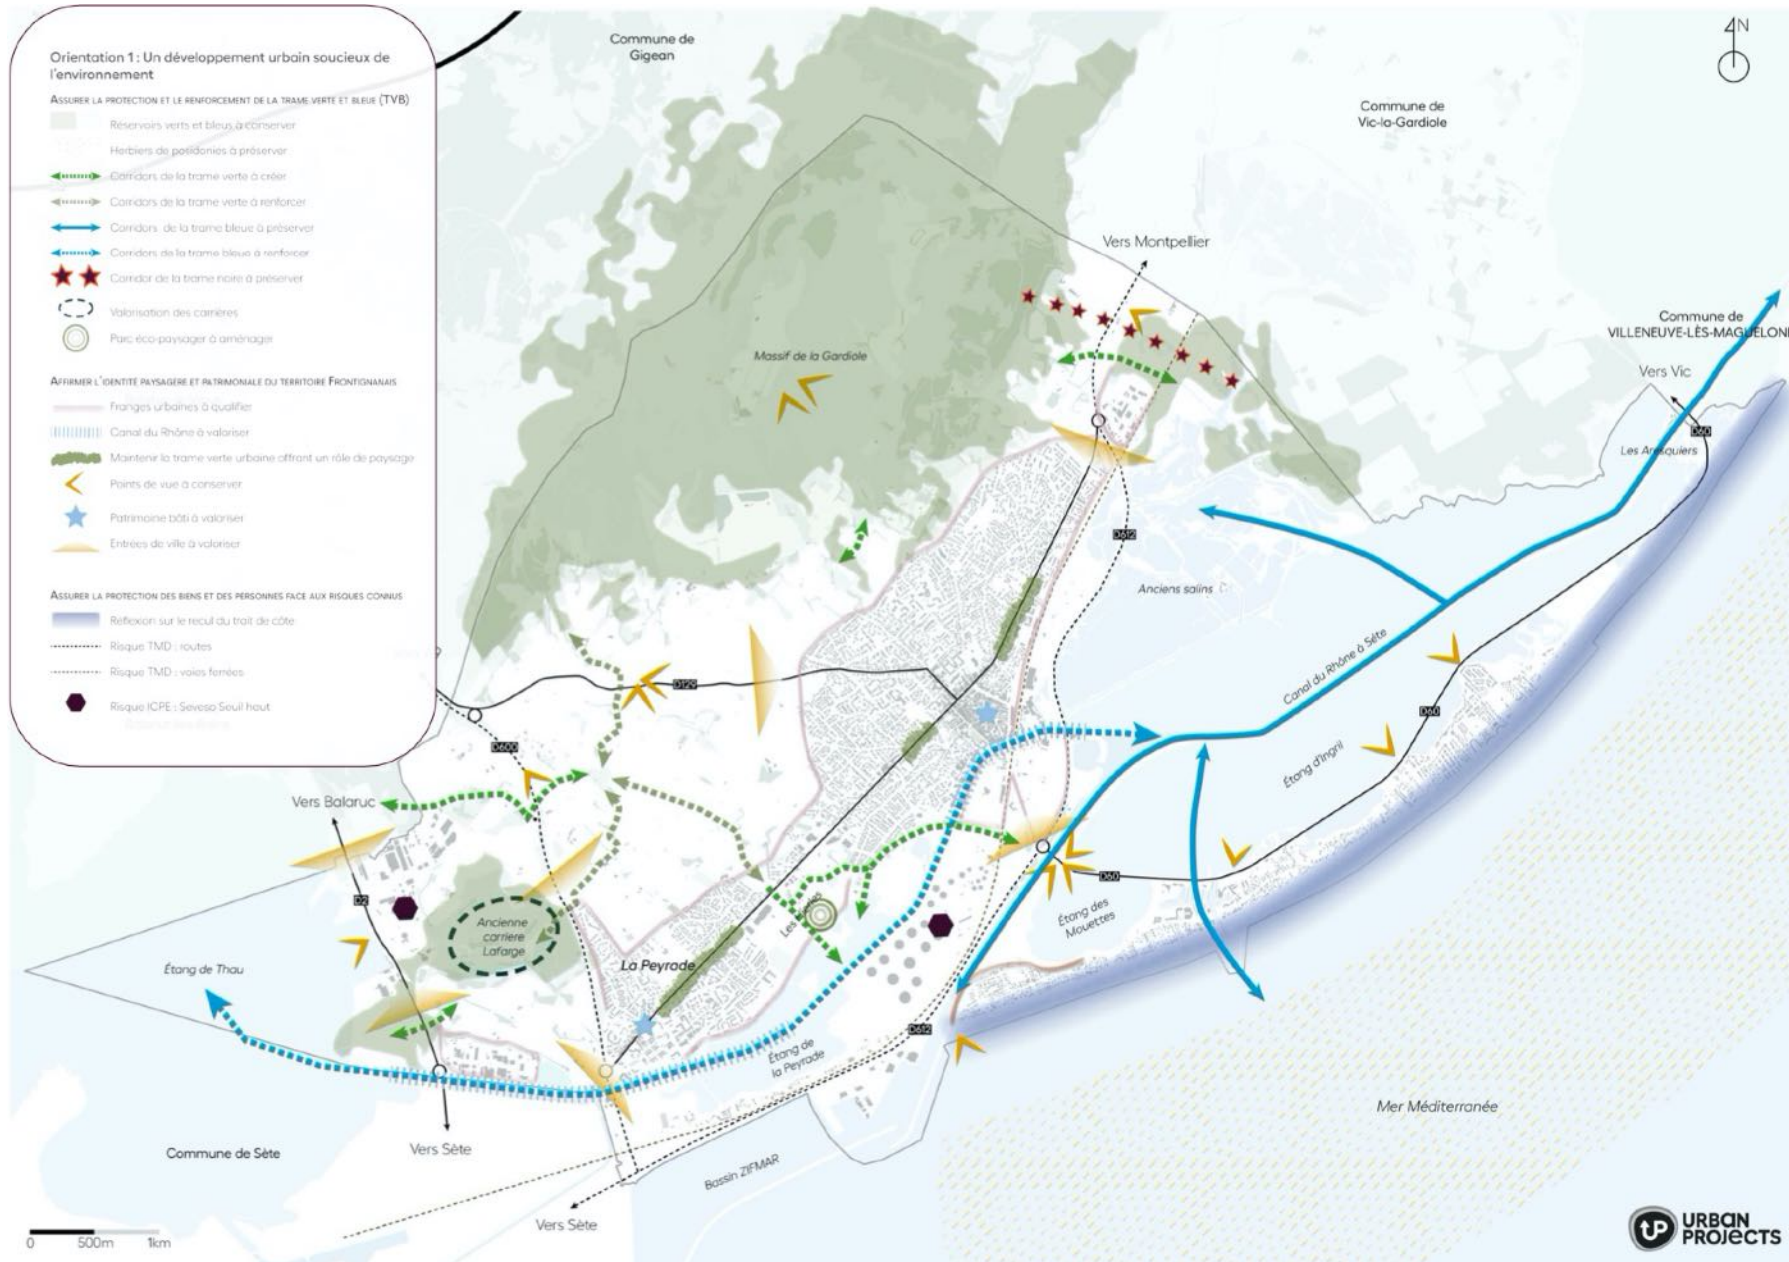 Orientation 1 : Un développement urbain soucieux de
l'environnement
ASSURER LA PROTECTION ET LE RENFORCEMENT DE LA TRAME VERTE ET BLEUE (TVB)
Réservoirs verts et bleus à conserver
Herbiers de posidonies à préserver
Corridors de la trame verte à créer
Corridors de la trame verte à renforcer
Corridors de la trame bleue à préserver
Corridors de la trame bleue à renforcer
Corridor de la trame noire à préserver
Valorisation des carrières
Parc éco-paysager à aménager
AFFIRMER L'IDENTITÉ PAYSAGÈRE ET PATRIMONIALE DU TERRITOIRE FRONTIGNANAIS
Franges urbaines à qualifier
Canal du Rhône à valoriser
Maintenir la trame verte urbaine offrant un rôle de paysage
Points de vue à conserver
Patrimoine bâti à valoriser
Entrées de ville à valoriser
ASSURER LA PROTECTION DES BIENS ET DES PERSONNES FACE AUX RISQUES CONNUS
Réflexion sur le recul du trait de côte
Risque TMD : routes
Risque TMD : voies ferrées
Risque ICPE : Seveso Seuil haut
Commune de
Gigean
4N
Commune de
Vic-la-Gardiole
Vers Montpellier
Commune de
VILLENEUVE-LÈS-MAGUELONE
Massif de la Gardiole
Vers Vic
D60
Les Aresquiers
D612
Anciens salins
Canal du Rhône à Sète
D129
D60
D600
Étang d'Ingril
Vers Balaruc
D60
D2
Étang des
Mouettes
Ancienne
carrière
Lafarge
Les
La Peyrade
Étang de Thau
D612
Étang de
la Peyrade
Mer Méditerranée
Commune de Sète
Vers Sète
Bassin ZIFMAR
Vers Sète
0 500m 1km
UP URBAN
PROJECTS